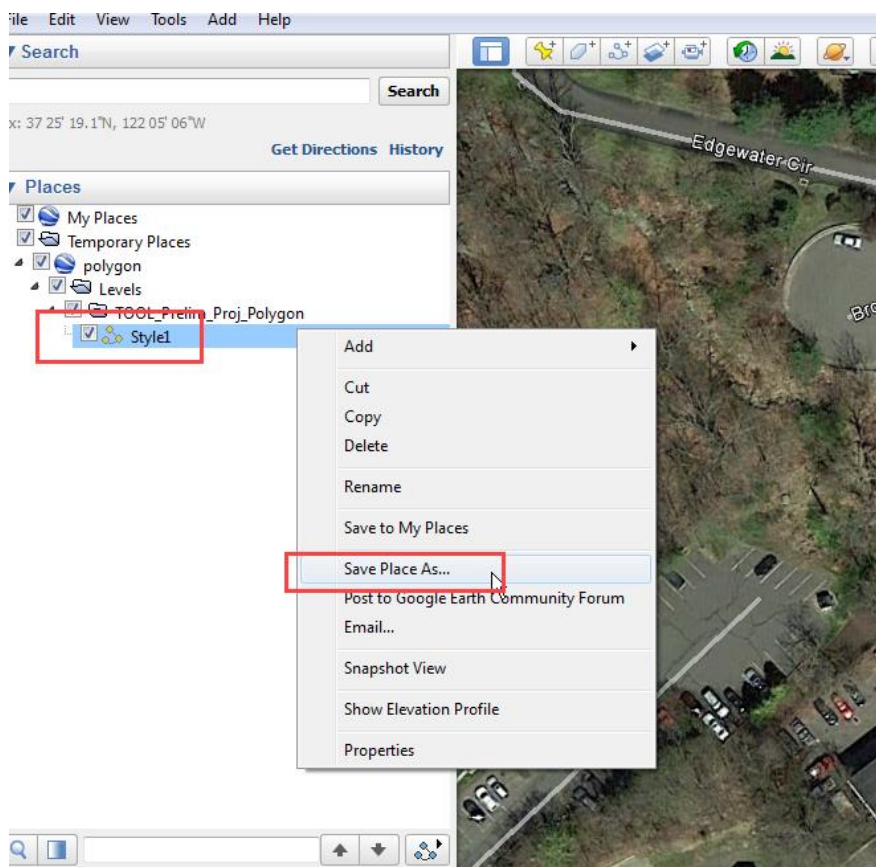 File Edit View Tools Add Help
Search
Search
x: 37 25' 19.1"N, 122 05' 06"W
Get Directions History
Places
My Places
Temporary Places
polygon
Levels
TOOL_Prelim_Proj_Polygon
Style1
Add
Cut
Copy
Delete
Rename
Save to My Places
Save Place As...
Post to Google Earth Community Forum
Email...
Snapshot View
Show Elevation Profile
Properties
Edgewater Cir
Bro